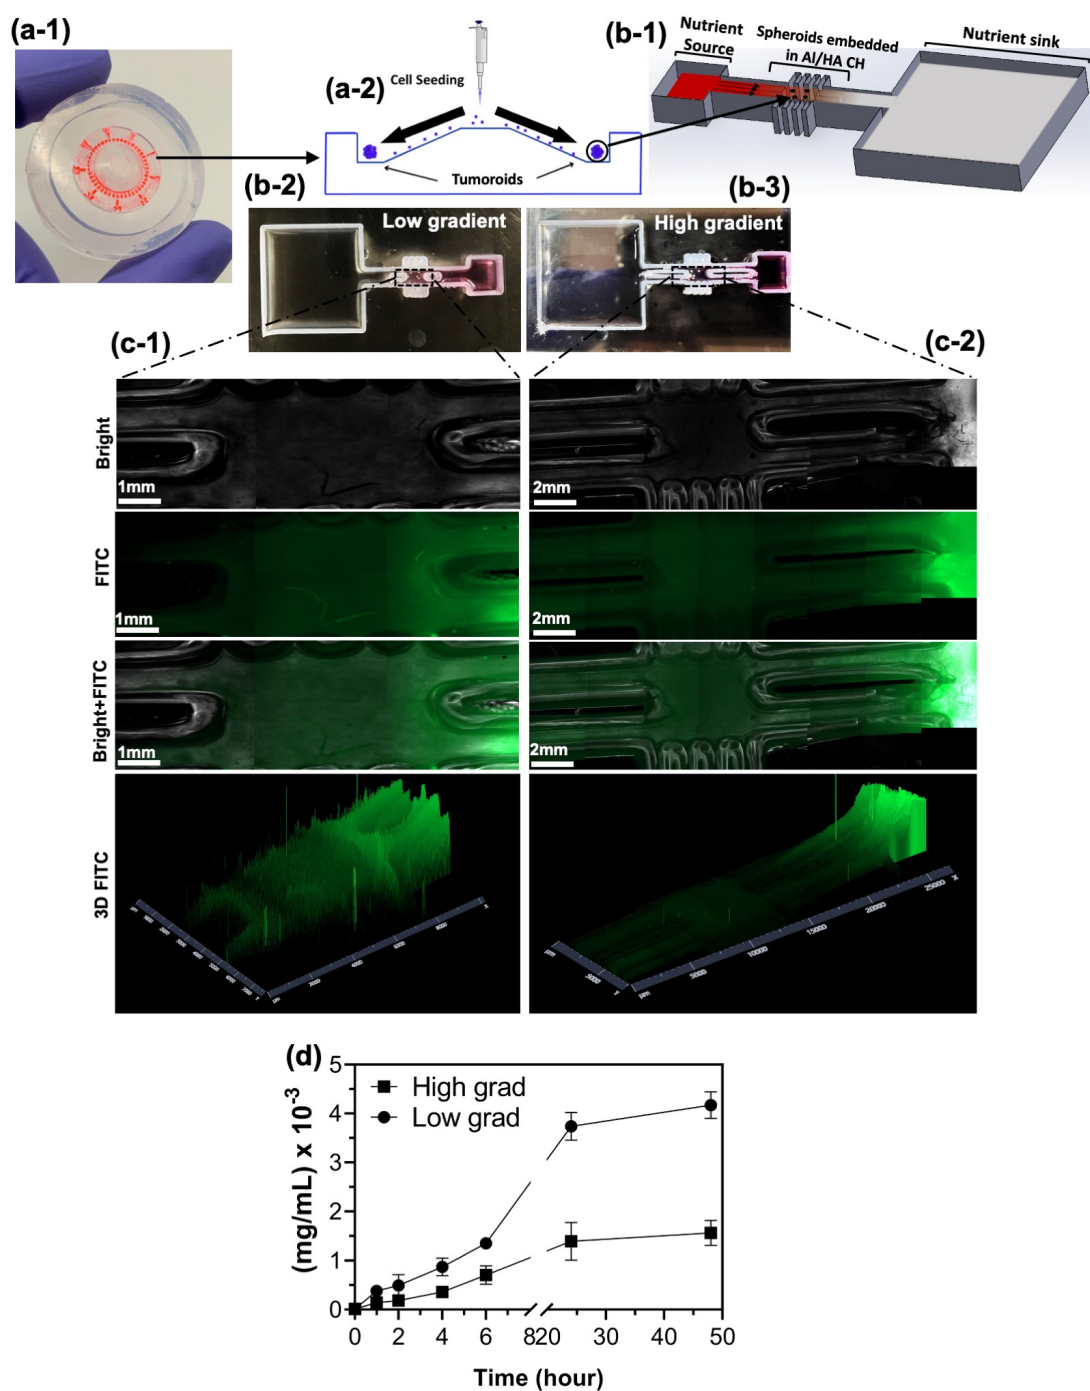 (a-1)
Cell Seeding
(a-2)
Tumoroids
(b-1)
Nutrient
Source
Spheroids embedded
in Al/HA CH
Nutrient sink
(b-2)
Low gradient
(b-3)
High gradient
(c-1)
(c-2)
Bright
1mm
2mm
FITC
1mm
2mm
Bright+FITC
1mm
2mm
3D FITC
5000
5000
10000
15000
20000
25000
X
(d)
High grad
Low grad
(mg/mL) x 10-3
5
4
3
2
1
0
0 2 4 6 8 20 30 40 50
Time (hour)